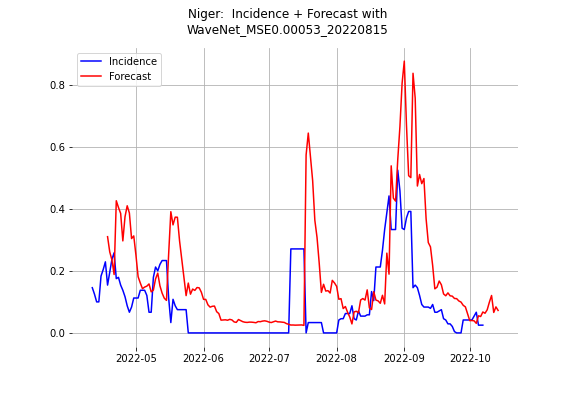 Niger:  Incidence + Forecast with
WaveNet_MSE0.00053_20220815
Incidence
Forecast
0.8
0.6
0.4
0.2
0.0
2022-05 2022-06 2022-07 2022-08 2022-09 2022-10